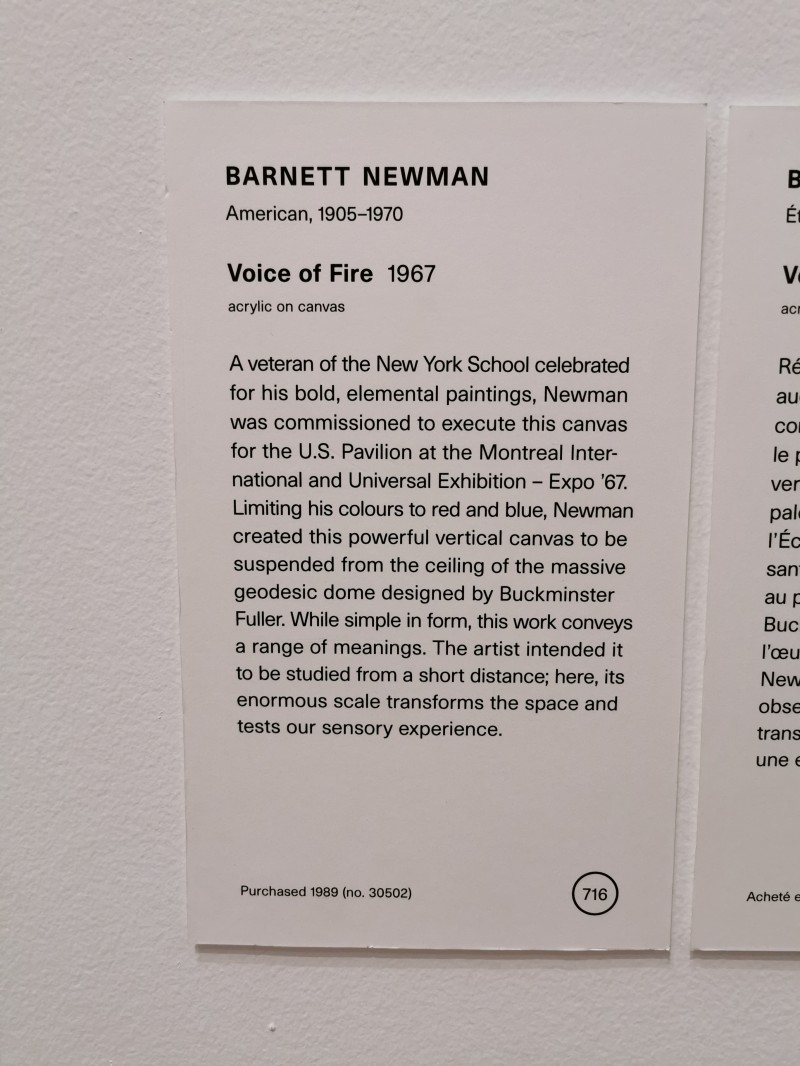 BARNETT NEWMAN
American, 1905–1970
Voice of Fire 1967
acrylic on canvas
A veteran of the New York School celebrated
for his bold, elemental paintings, Newman
was commissioned to execute this canvas
for the U.S. Pavilion at the Montreal Inter-
national and Universal Exhibition – Expo '67.
Limiting his colours to red and blue, Newman
created this powerful vertical canvas to be
suspended from the ceiling of the massive
geodesic dome designed by Buckminster
Fuller. While simple in form, this work conveys
a range of meanings. The artist intended it
to be studied from a short distance; here, its
enormous scale transforms the space and
tests our sensory experience.
Purchased 1989 (no. 30502)
716
le
au
une
Acheté